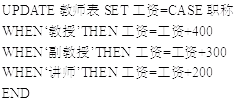 UPDATE 教师表 SET 工资=CASE 职称
WHEN‘教授’THEN 工资=工资+400
WHEN‘副教授’THEN 工资=工资+300
WHEN‘讲师’THEN 工资=工资+200
END